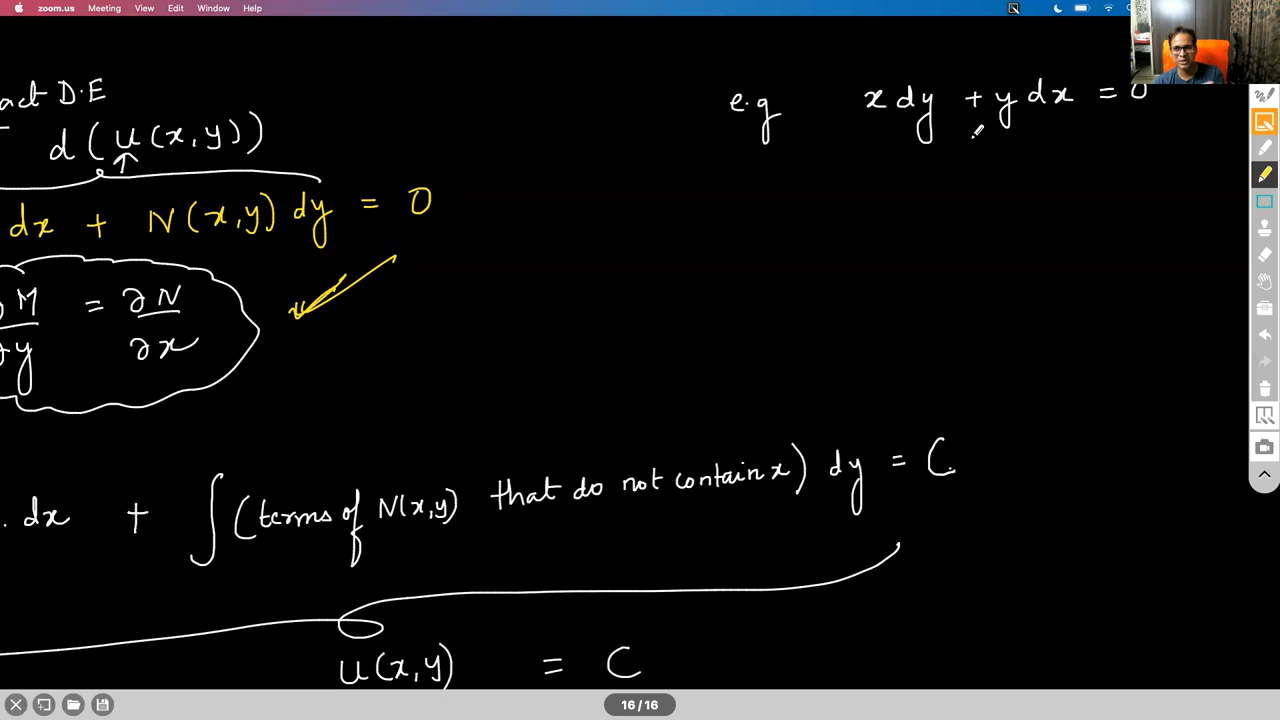 zoom.us Meeting View Edit Window Help
act D.E
d(u(x,y))
e.g x dy + y dx = 0
dx + N(x,y) dy = 0
∂M/∂y = ∂N/∂x
. dx + ∫(terms of N(x,y) that do not contain x) dy = C
u(x,y) = C
16 / 16